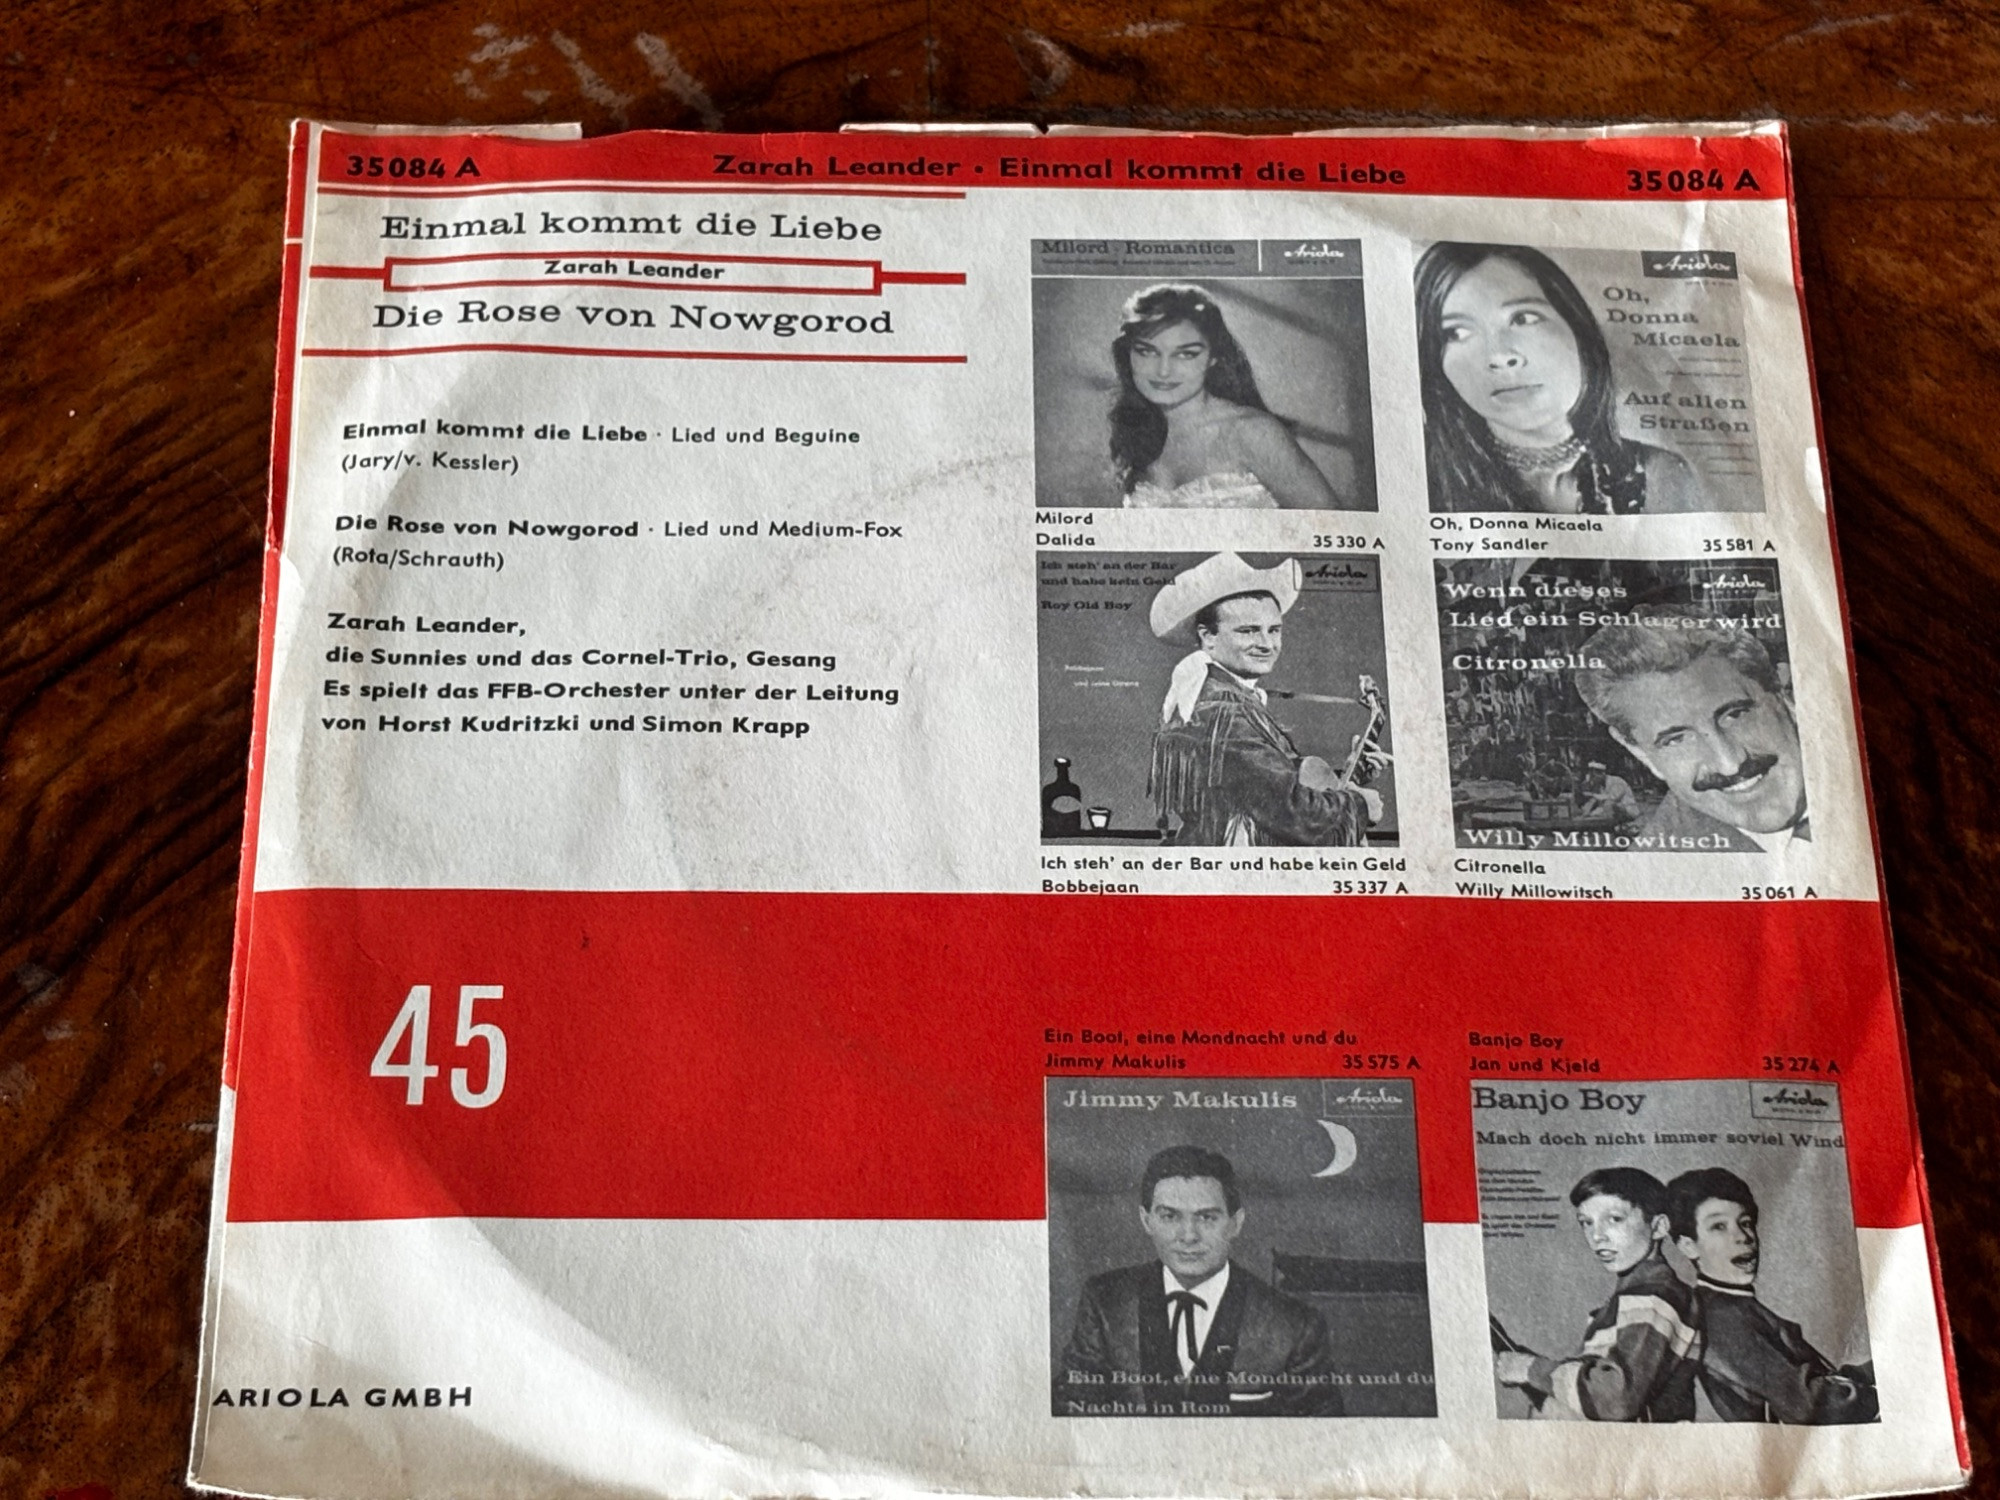 35084 A
Zarah Leander • Einmal kommt die Liebe
35084 A
Einmal kommt die Liebe
Zarah Leander
Die Rose von Nowgorod
Einmal kommt die Liebe · Lied und Beguine
(Jary/v. Kessler)
Die Rose von Nowgorod · Lied und Medium-Fox
(Rota/Schrauth)
Zarah Leander,
die Sunnies und das Cornel-Trio, Gesang
Es spielt das FFB-Orchester unter der Leitung
von Horst Kudritzki und Simon Krapp
Milord · Romantica
Ariola
Milord
Dalida
35 330 A
Ariola
Oh,
Donna
Micaela
Auf allen
Straßen
Oh, Donna Micaela
Tony Sandler
35 581 A
Ich steh' an der Bar
und habe kein Geld
Roy Old Boy
Ariola
Bobbejaan
Ich steh' an der Bar und habe kein Geld
Bobbejaan
35 337 A
Wenn dieses
Lied ein Schlager wird
Citronella
Ariola
Willy Millowitsch
Citronella
Willy Millowitsch
35 061 A
45
Ein Boot, eine Mondnacht und du
Jimmy Makulis
35 575 A
Jimmy Makulis
Ariola
Ein Boot, eine Mondnacht und du
Nachts in Rom
Banjo Boy
Jan und Kjeld
35 274 A
Banjo Boy
Ariola
Mach doch nicht immer soviel Wind
ARIOLA GMBH